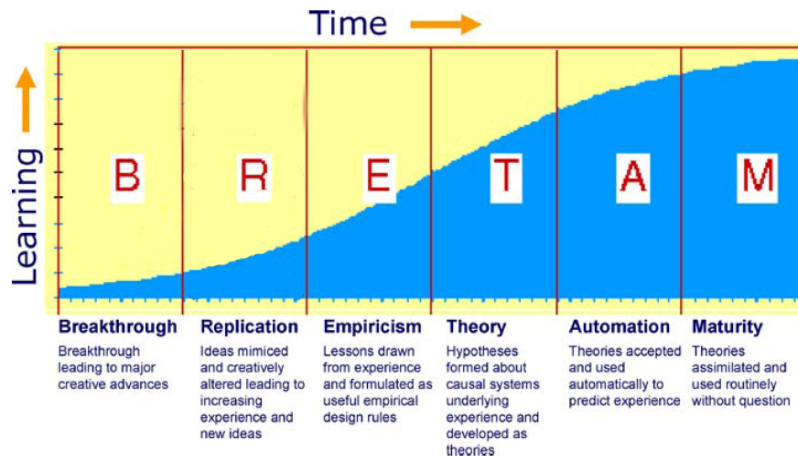 Time
Learning
B R E T A M
Breakthrough
Breakthrough
leading to major
creative advances
Replication
Ideas mimiced
and creatively
altered leading to
increasing
experience and
new ideas
Empiricism
Lessons drawn
from experience
and formulated as
useful empirical
design rules
Theory
Hypotheses
formed about
causal systems
underlying
experience and
developed as
theories
Automation
Theories accepted
and used
automatically to
predict experience
Maturity
Theories
assimilated and
used routinely
without question